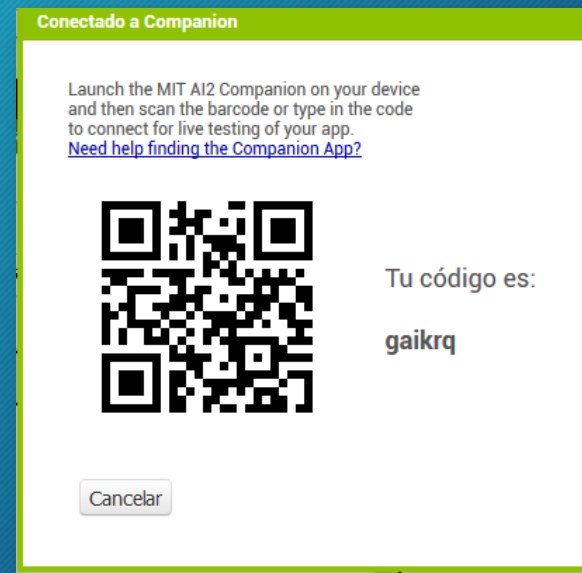 Conectado a Companion
Launch the MIT AI2 Companion on your device
and then scan the barcode or type in the code
to connect for live testing of your app.
Need help finding the Companion App?
Tu código es:
gaikrq
Cancelar